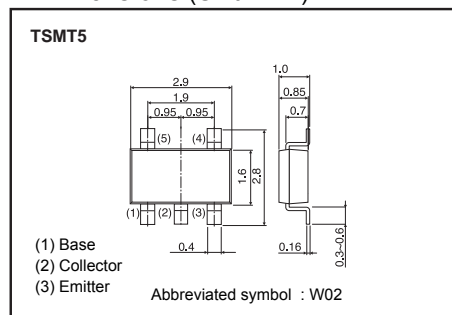 TSMT5
2.9
1.9
0.95 0.95
(5) (4)
1.6
2.8
(1) (2) (3)
0.4
1.0
0.85
0.7
0.16
0.3~0.6
(1) Base
(2) Collector
(3) Emitter
Abbreviated symbol : W02